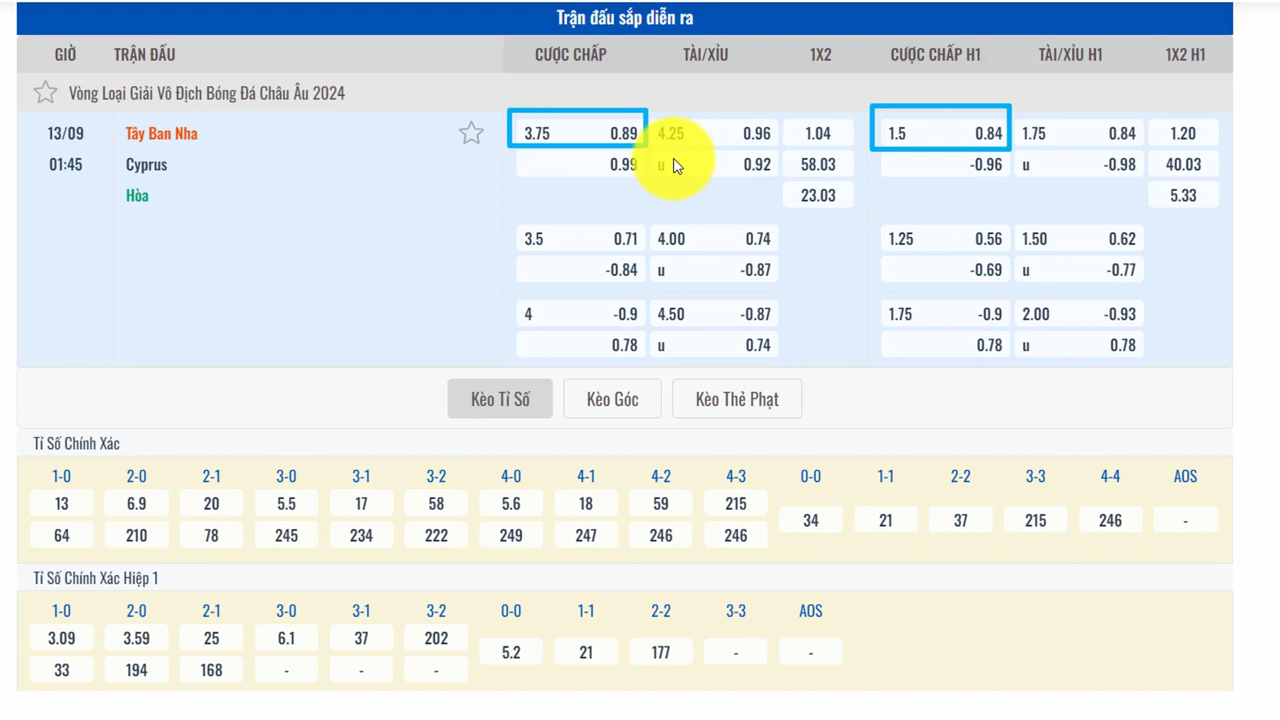 Trận đấu sắp diễn ra
GIỜ TRẬN ĐẤU CƯỢC CHẤP TÀI/XỈU 1X2 CƯỢC CHẤP H1 TÀI/XỈU H1 1X2 H1
Vòng Loại Giải Vô Địch Bóng Đá Châu Âu 2024
13/09 Tây Ban Nha 3.75 0.89 4.25 0.96 1.04 1.5 0.84 1.75 0.84 1.20
01:45 Cyprus 0.99 u 0.92 58.03 -0.96 u -0.98 40.03
Hòa 23.03 5.33
3.5 0.71 4.00 0.74 1.25 0.56 1.50 0.62
-0.84 u -0.87 -0.69 u -0.77
4 -0.9 4.50 -0.87 1.75 -0.9 2.00 -0.93
0.78 u 0.74 0.78 u 0.78
Kèo Tỉ Số Kèo Góc Kèo Thẻ Phạt
Tỉ Số Chính Xác
1-0 2-0 2-1 3-0 3-1 3-2 4-0 4-1 4-2 4-3 0-0 1-1 2-2 3-3 4-4 AOS
13 6.9 20 5.5 17 58 5.6 18 59 215
34 21 37 215 246 -
64 210 78 245 234 222 249 247 246 246
Tỉ Số Chính Xác Hiệp 1
1-0 2-0 2-1 3-0 3-1 3-2 0-0 1-1 2-2 3-3 AOS
3.09 3.59 25 6.1 37 202
5.2 21 177 - -
33 194 168 - - -